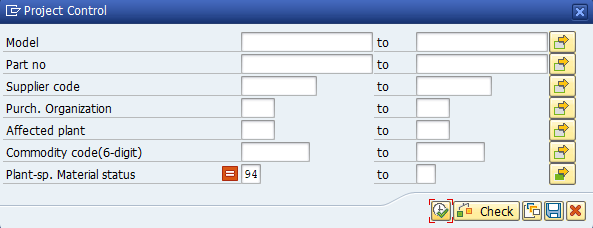 Project Control
Model to
Part no to
Supplier code to
Purch. Organization to
Affected plant to
Commodity code(6-digit) to
Plant-sp. Material status = 94 to
Check